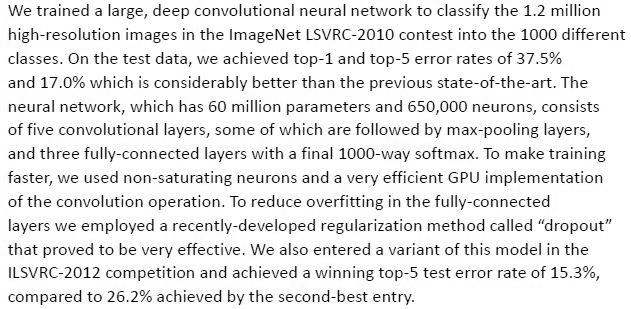 We trained a large, deep convolutional neural network to classify the 1.2 million
high-resolution images in the ImageNet LSVRC-2010 contest into the 1000 different
classes. On the test data, we achieved top-1 and top-5 error rates of 37.5%
and 17.0% which is considerably better than the previous state-of-the-art. The
neural network, which has 60 million parameters and 650,000 neurons, consists
of five convolutional layers, some of which are followed by max-pooling layers,
and three fully-connected layers with a final 1000-way softmax. To make training
faster, we used non-saturating neurons and a very efficient GPU implementation
of the convolution operation. To reduce overfitting in the fully-connected
layers we employed a recently-developed regularization method called “dropout”
that proved to be very effective. We also entered a variant of this model in the
ILSVRC-2012 competition and achieved a winning top-5 test error rate of 15.3%,
compared to 26.2% achieved by the second-best entry.